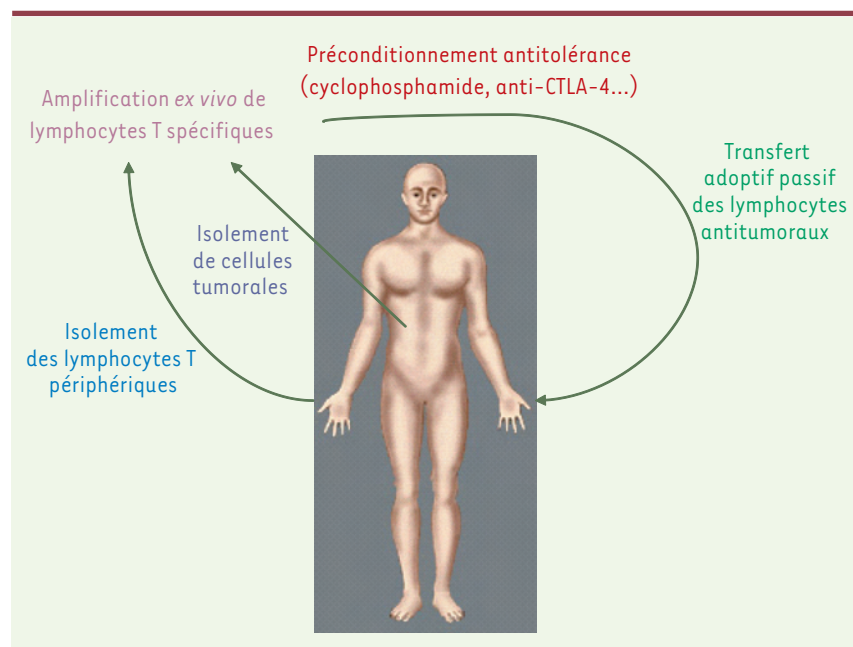 Préconditionnement antitolérance
(cyclophosphamide, anti-CTLA-4...)
Amplification ex vivo de
lymphocytes T spécifiques
Transfert
adoptif passif
des lymphocytes
antitumoraux
Isolement
de cellules
tumorales
Isolement
des lymphocytes T
périphériques